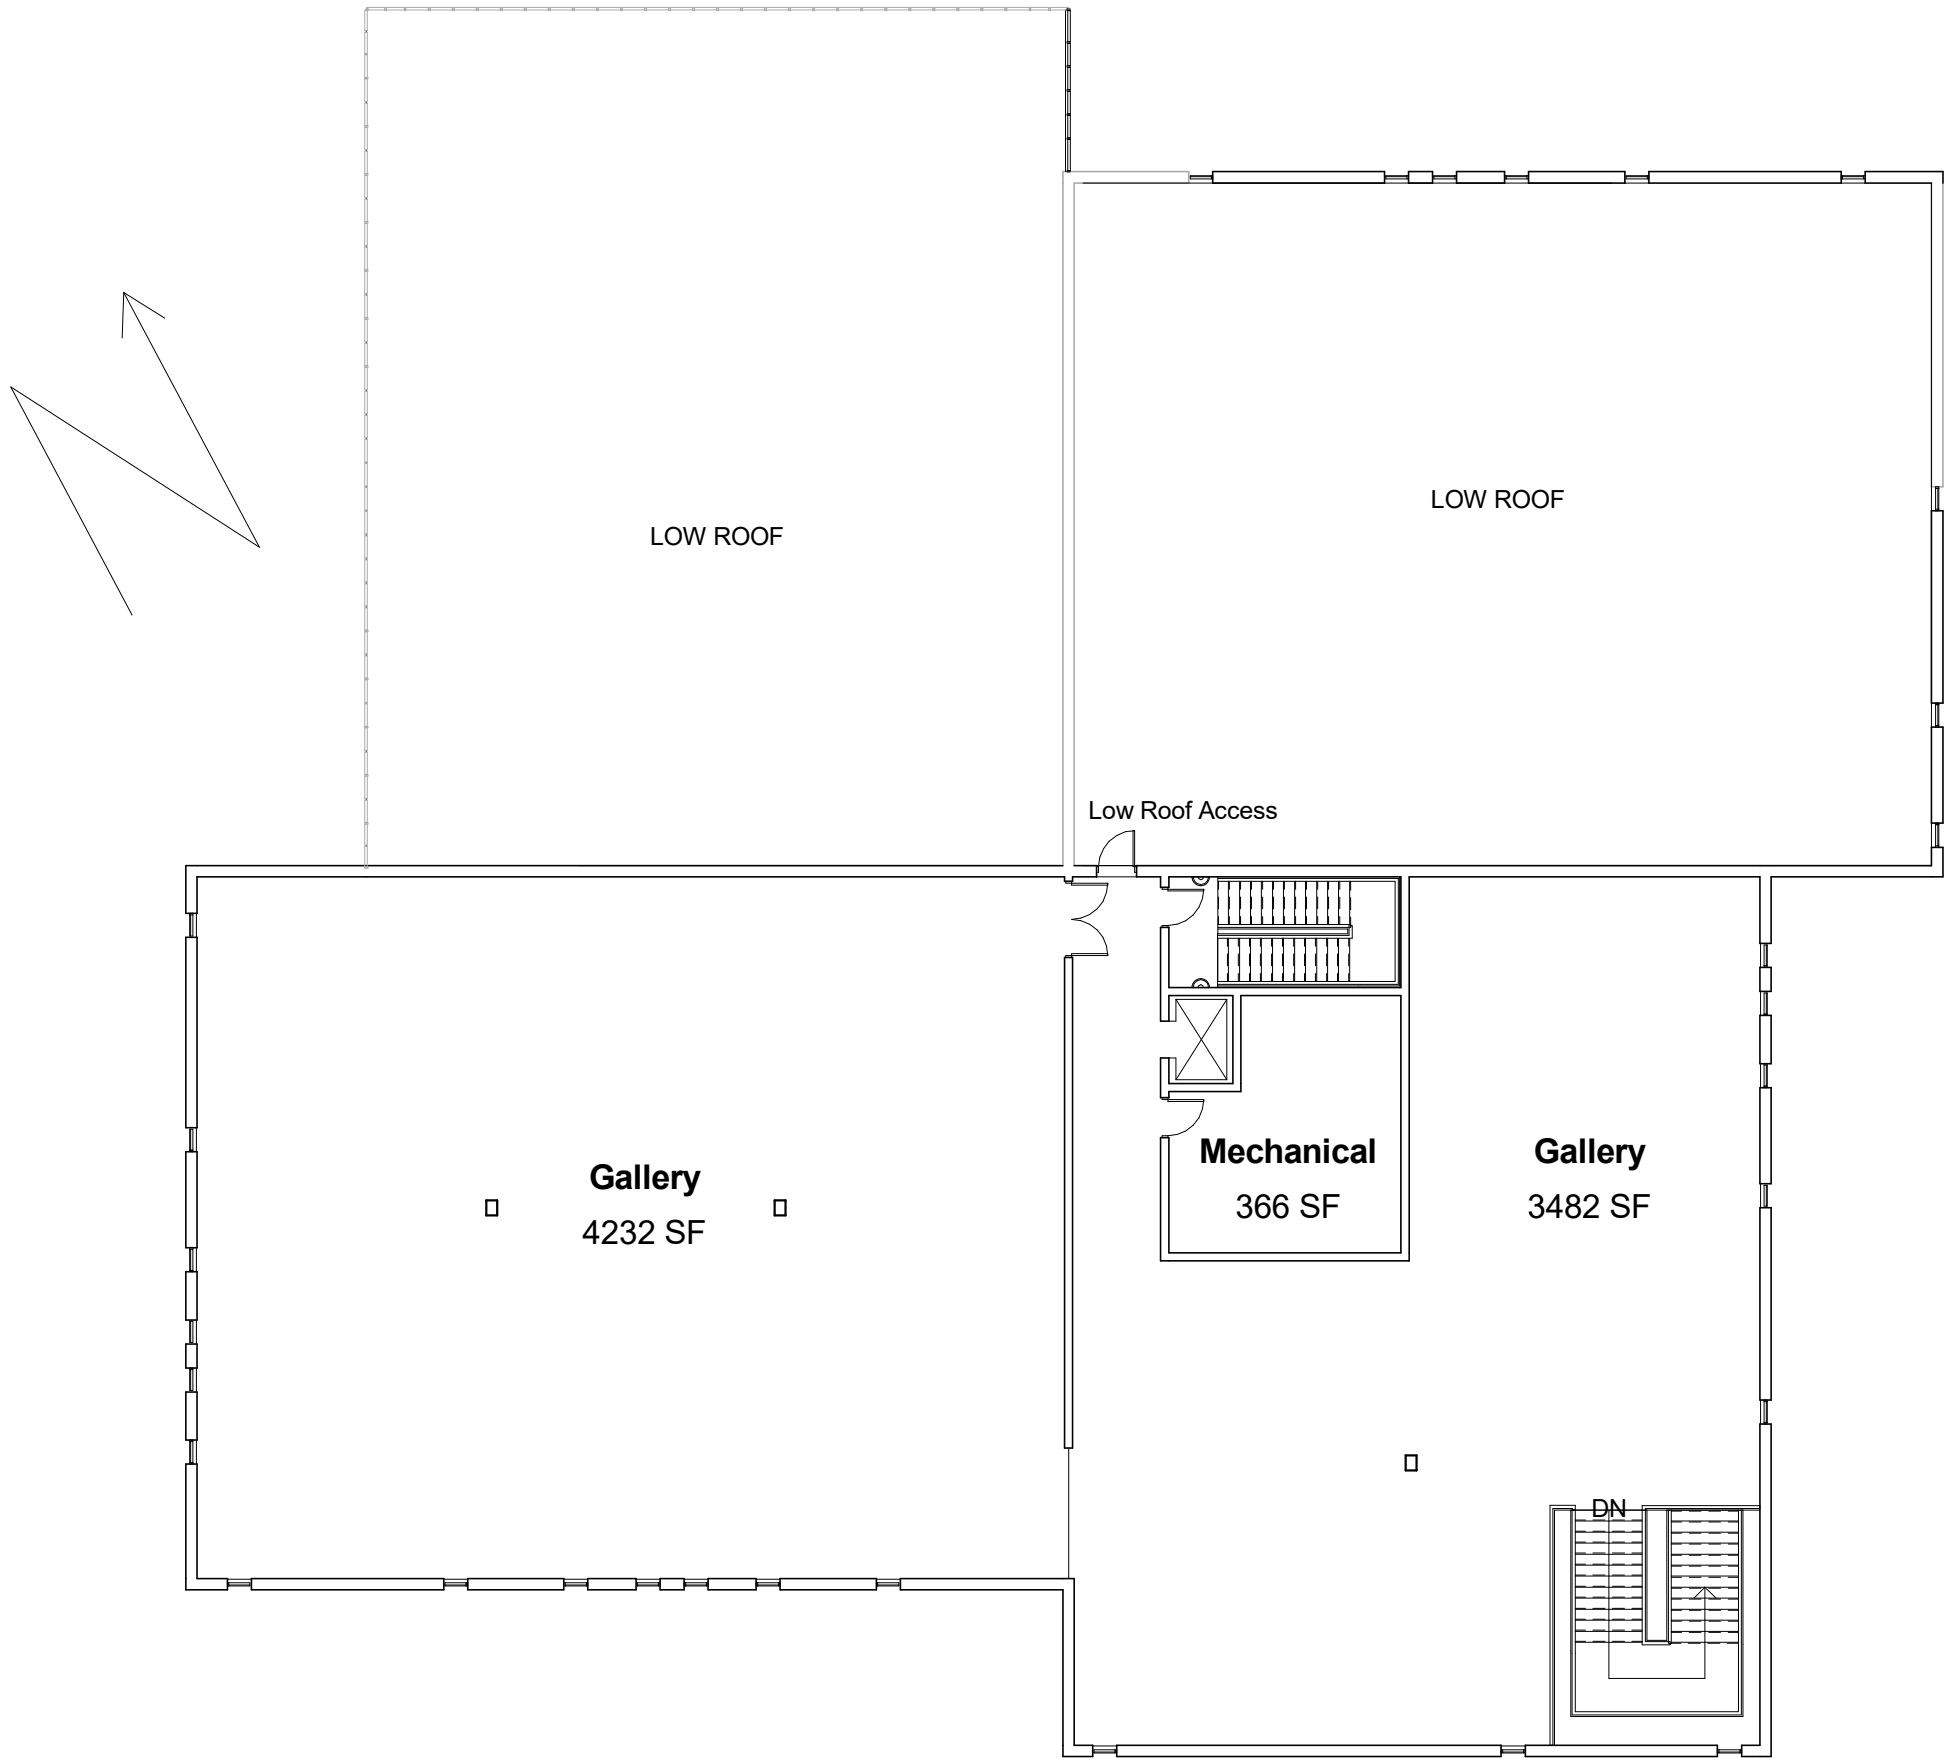 LOW ROOF
LOW ROOF
Low Roof Access
Gallery
4232 SF
Mechanical
366 SF
Gallery
3482 SF
DN